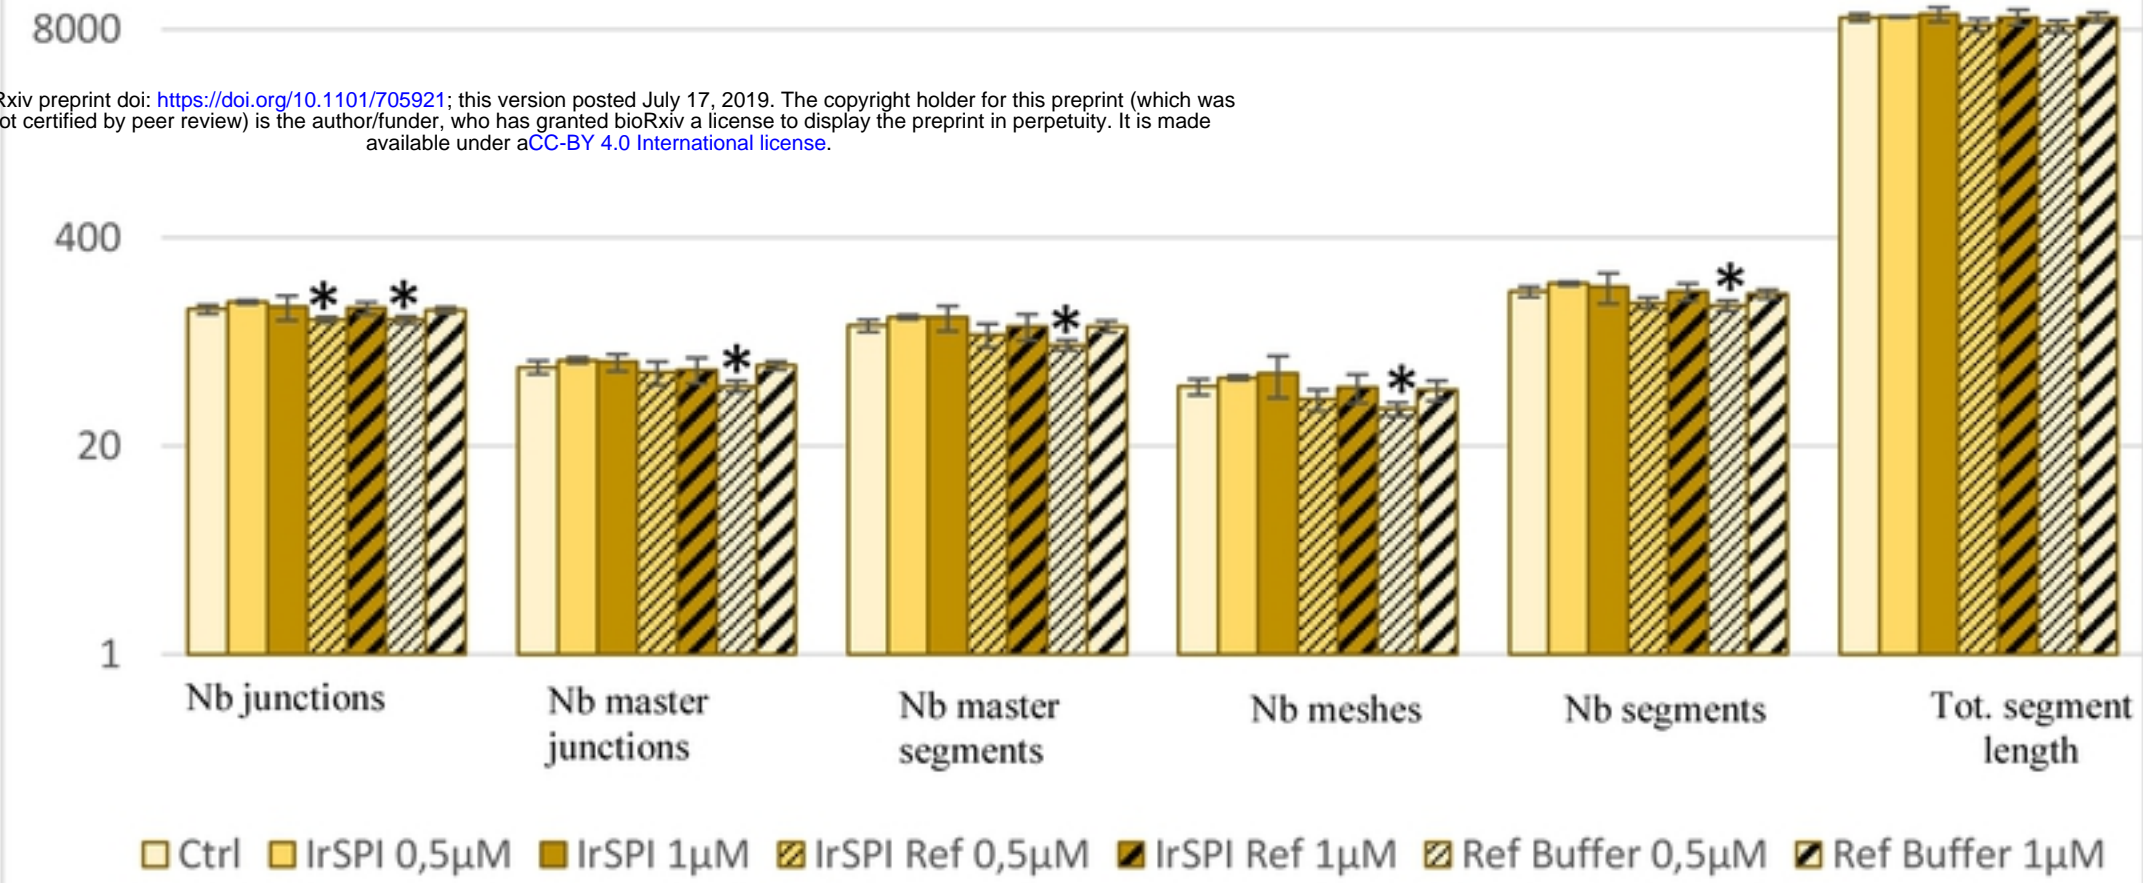 8000
Rxiv preprint doi: https://doi.org/10.1101/705921; this version posted July 17, 2019. The copyright holder for this preprint (which was
ot certified by peer review) is the author/funder, who has granted bioRxiv a license to display the preprint in perpetuity. It is made
available under aCC-BY 4.0 International license.
400
* * * * * * *
20
1
Nb junctions
Nb master
junctions
Nb master
segments
Nb meshes
Nb segments
Tot. segment
length
Ctrl IrSPI 0,5µM IrSPI 1µM IrSPI Ref 0,5µM IrSPI Ref 1µM Ref Buffer 0,5µM Ref Buffer 1µM